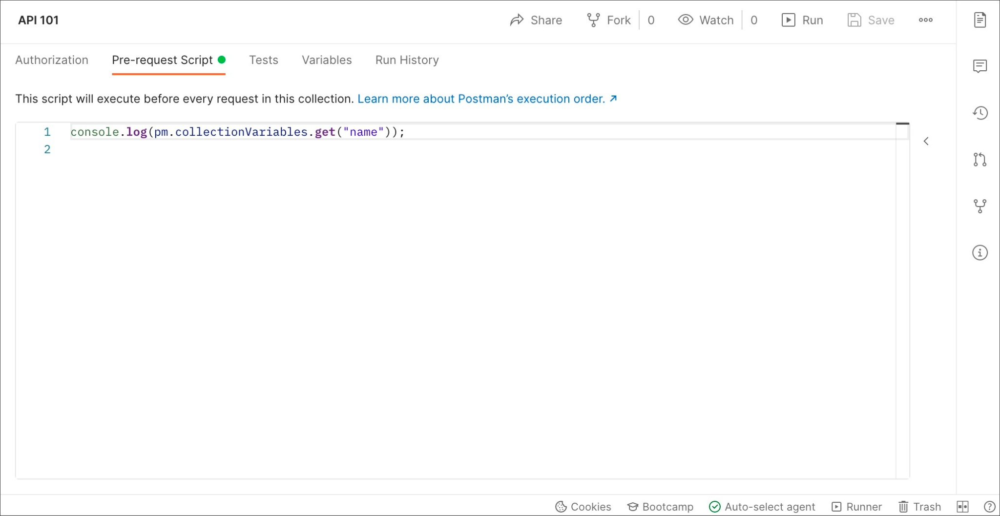 API 101 Share Fork 0 Watch 0 Run Save
Authorization Pre-request Script Tests Variables Run History
This script will execute before every request in this collection. Learn more about Postman’s execution order. ↗
1 console.log(pm.collectionVariables.get("name"));
2
Cookies Bootcamp Auto-select agent Runner Trash